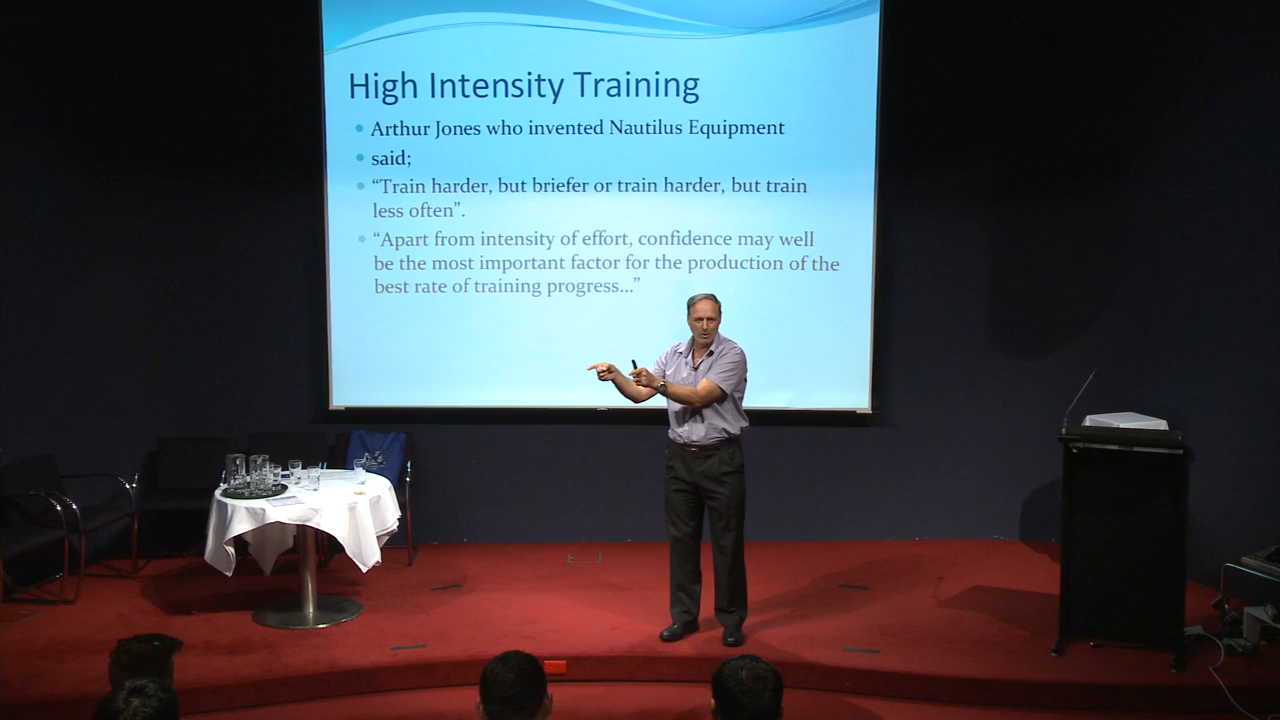 High Intensity Training
Arthur Jones who invented Nautilus Equipment
said;
“Train harder, but briefer or train harder, but train
less often”.
“Apart from intensity of effort, confidence may well
be the most important factor for the production of the
best rate of training progress...”